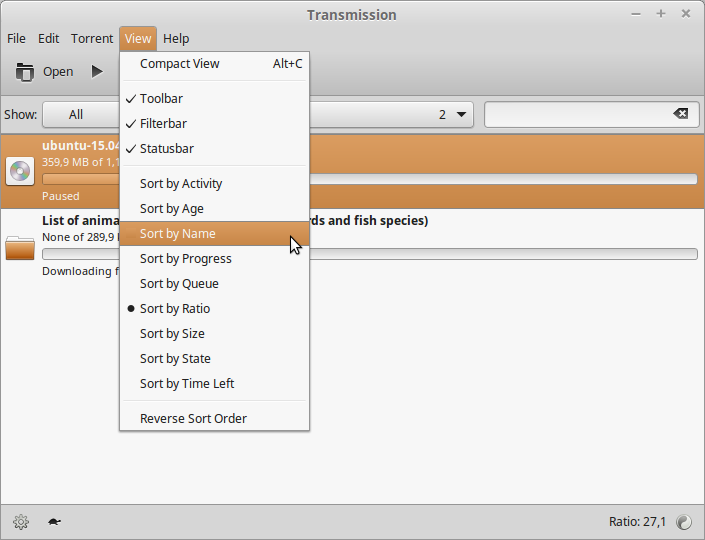 Transmission
File Edit Torrent View Help
Open
Compact View Alt+C
Show: All 2
Toolbar
Filterbar
Statusbar
ubuntu-15.04
359,9 MB of 1,1
Paused
Sort by Activity
Sort by Age
List of anima rds and fish species)
Sort by Name
None of 289,9
Sort by Progress
Downloading f
Sort by Queue
Sort by Ratio
Sort by Size
Sort by State
Sort by Time Left
Reverse Sort Order
Ratio: 27,1